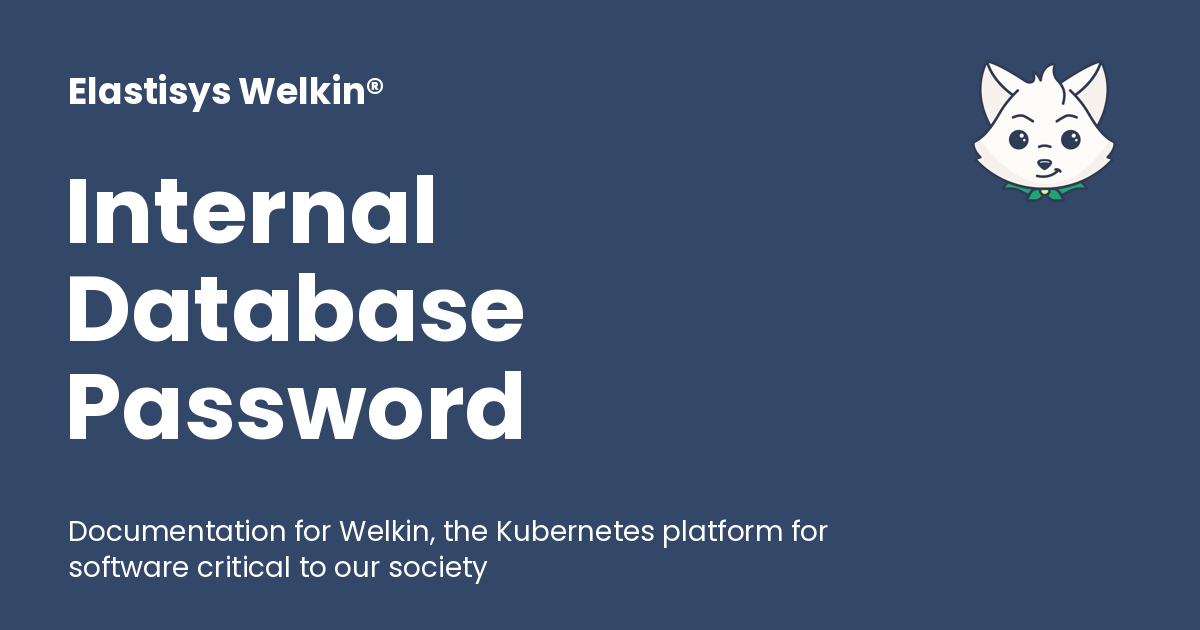 Elastisys Welkin®
Internal
Database
Password
Documentation for Welkin, the Kubernetes platform for
software critical to our society